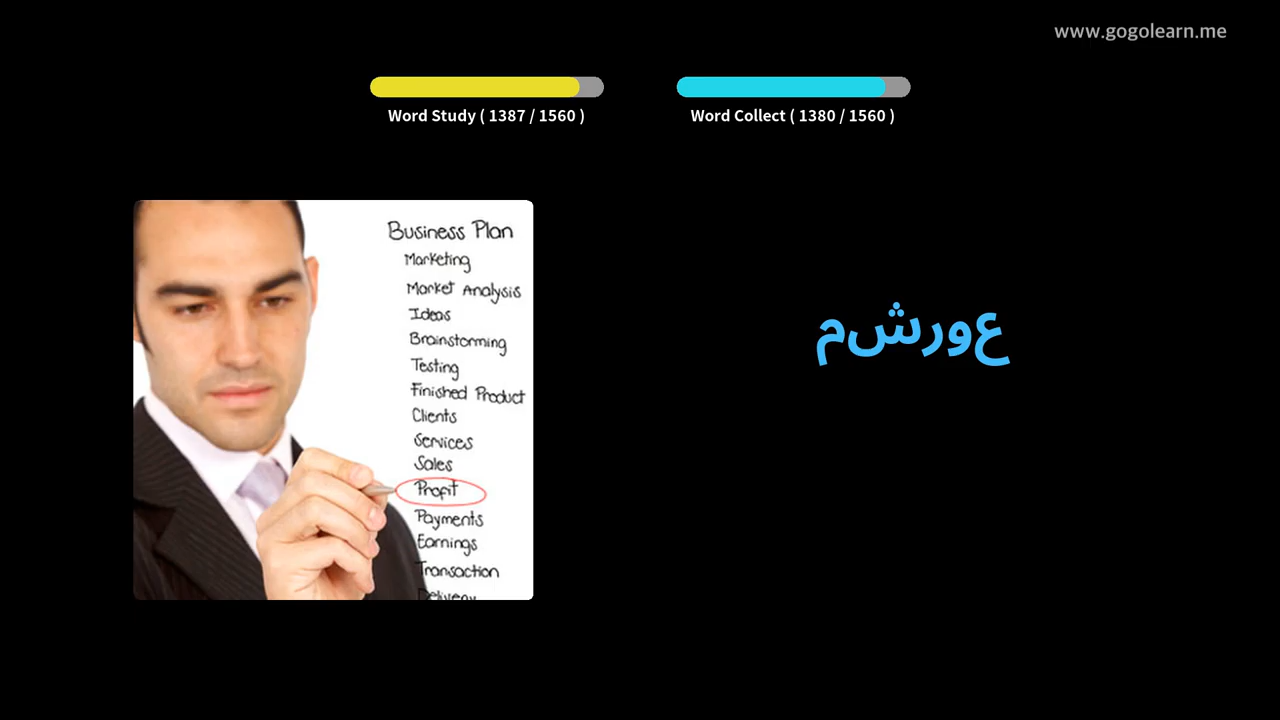 www.gogolearn.me
Word Study ( 1387 / 1560 )
Word Collect ( 1380 / 1560 )
Business Plan
Marketing
Market Analysis
Ideas
Brainstorming
Testing
Finished Product
Clients
Services
Sales
Profit
Payments
Earnings
Transaction
Delivery
مشروع